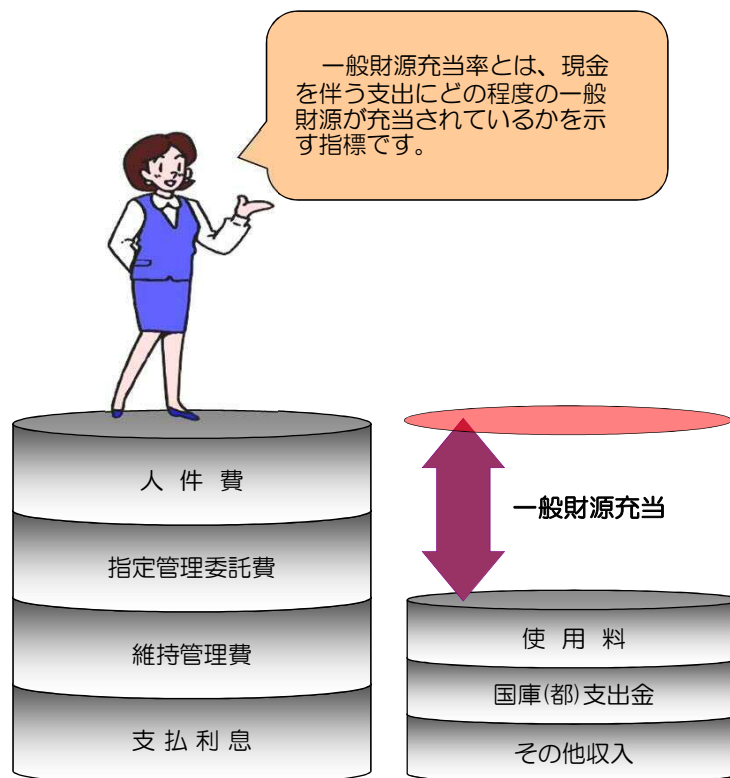 一般財源充当率とは、現金
を伴う支出にどの程度の一般
財源が充当されているかを示
す指標です。
人 件 費
指定管理委託費
維持管理費
支 払 利 息
一般財源充当
使 用 料
国庫(都)支出金
その他収入